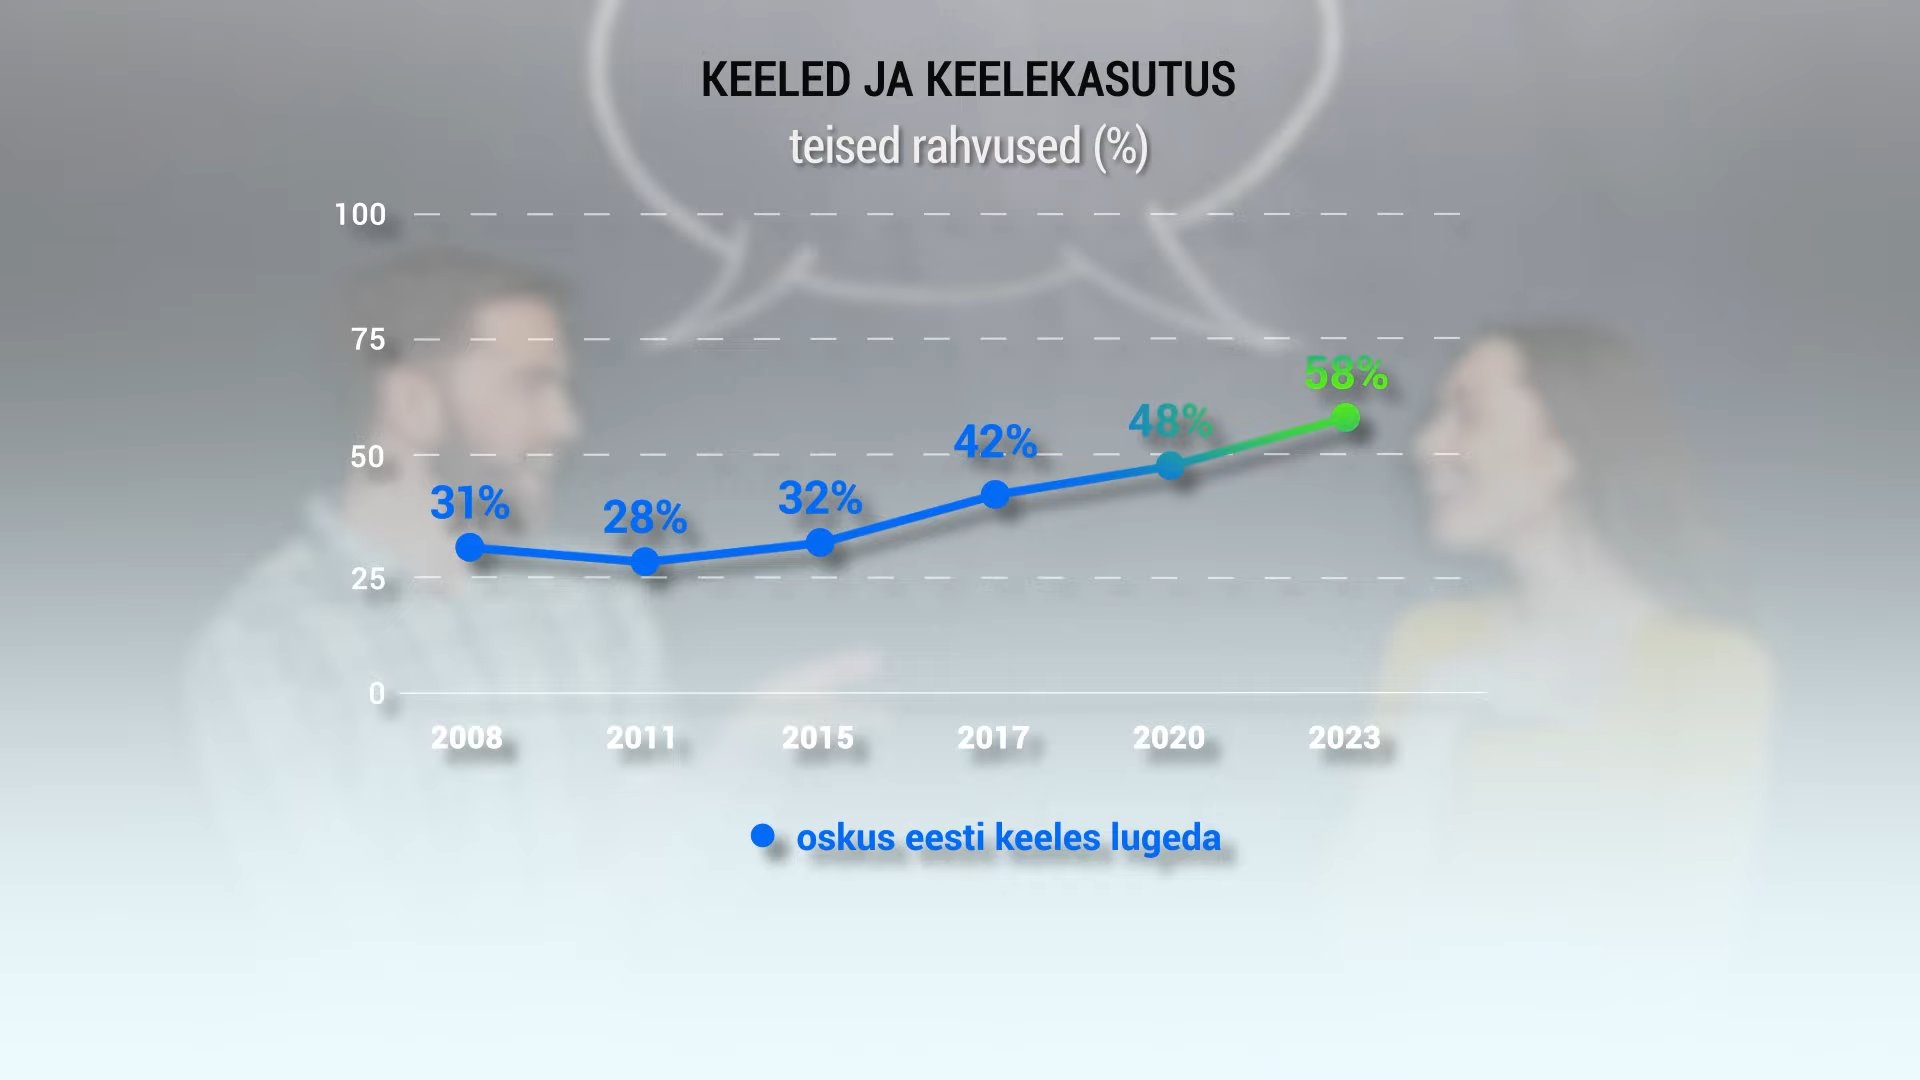 KEELED JA KEELEKASUTUS
teised rahvused (%)
100
75
50
25
0
31%
28%
32%
42%
48%
58%
2008 2011 2015 2017 2020 2023
oskus eesti keeles lugeda